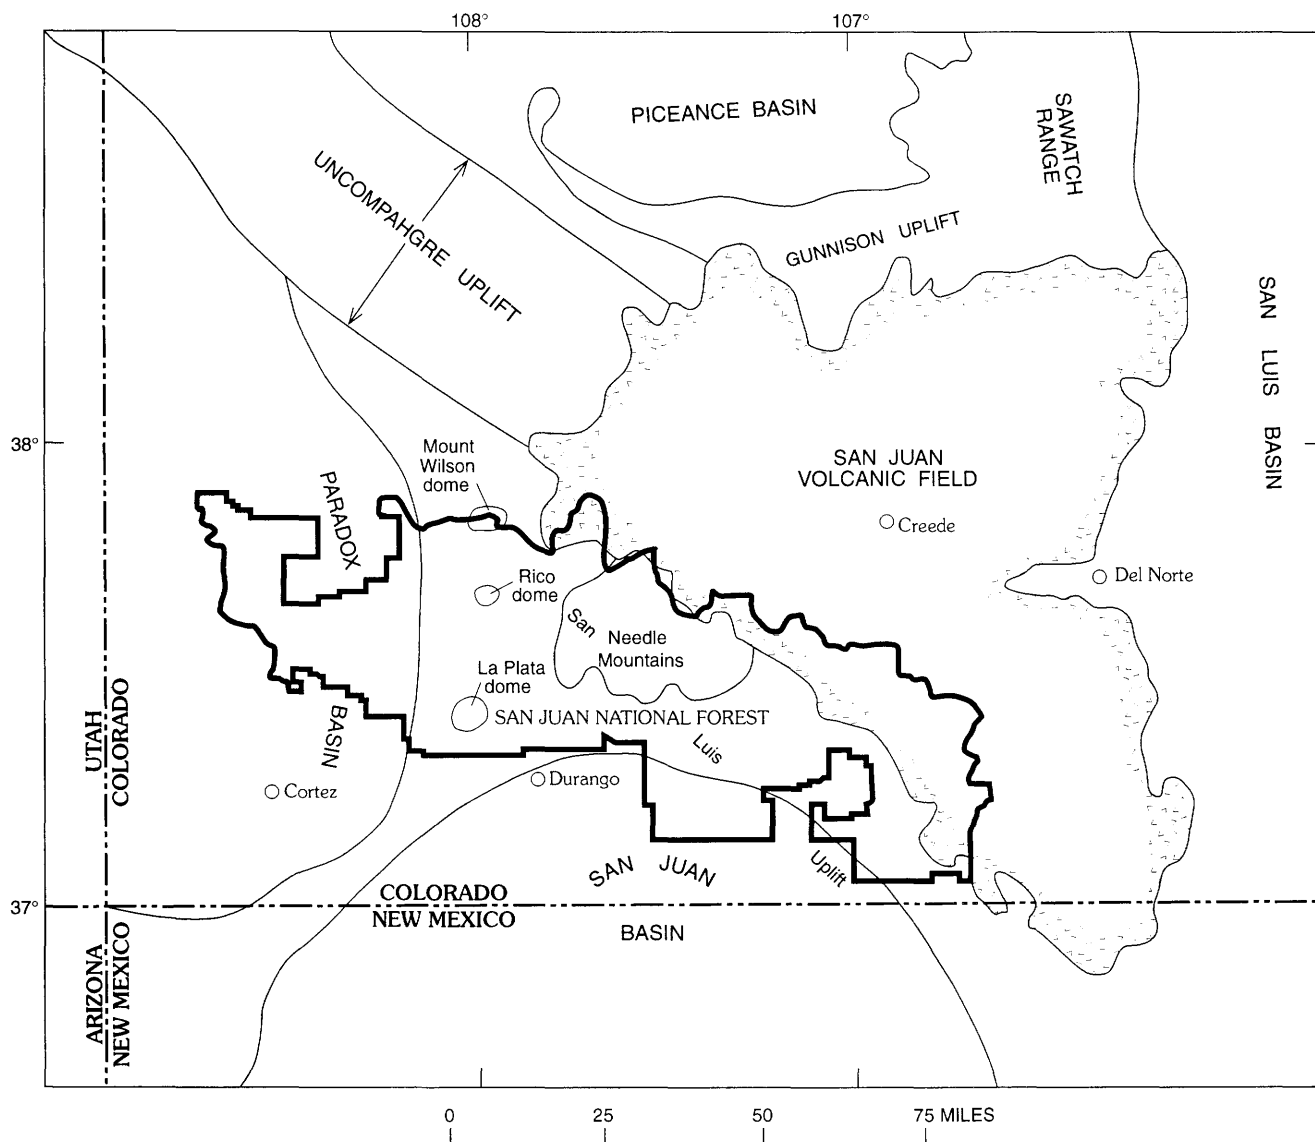 108°
107°
PICEANCE BASIN
SAWATCH
RANGE
UNCOMPAHGRE UPLIFT
GUNNISON UPLIFT
SAN LUIS BASIN
38°
Mount
Wilson
dome
SAN JUAN
VOLCANIC FIELD
PARADOX
Creede
Rico
dome
Del Norte
San
Needle
Mountains
La Plata
dome
SAN JUAN NATIONAL FOREST
BASIN
Luis
UTAH
COLORADO
Cortez
Durango
SAN JUAN
Uplift
37°
COLORADO
NEW MEXICO
BASIN
ARIZONA
NEW MEXICO
0 25 50 75 MILES